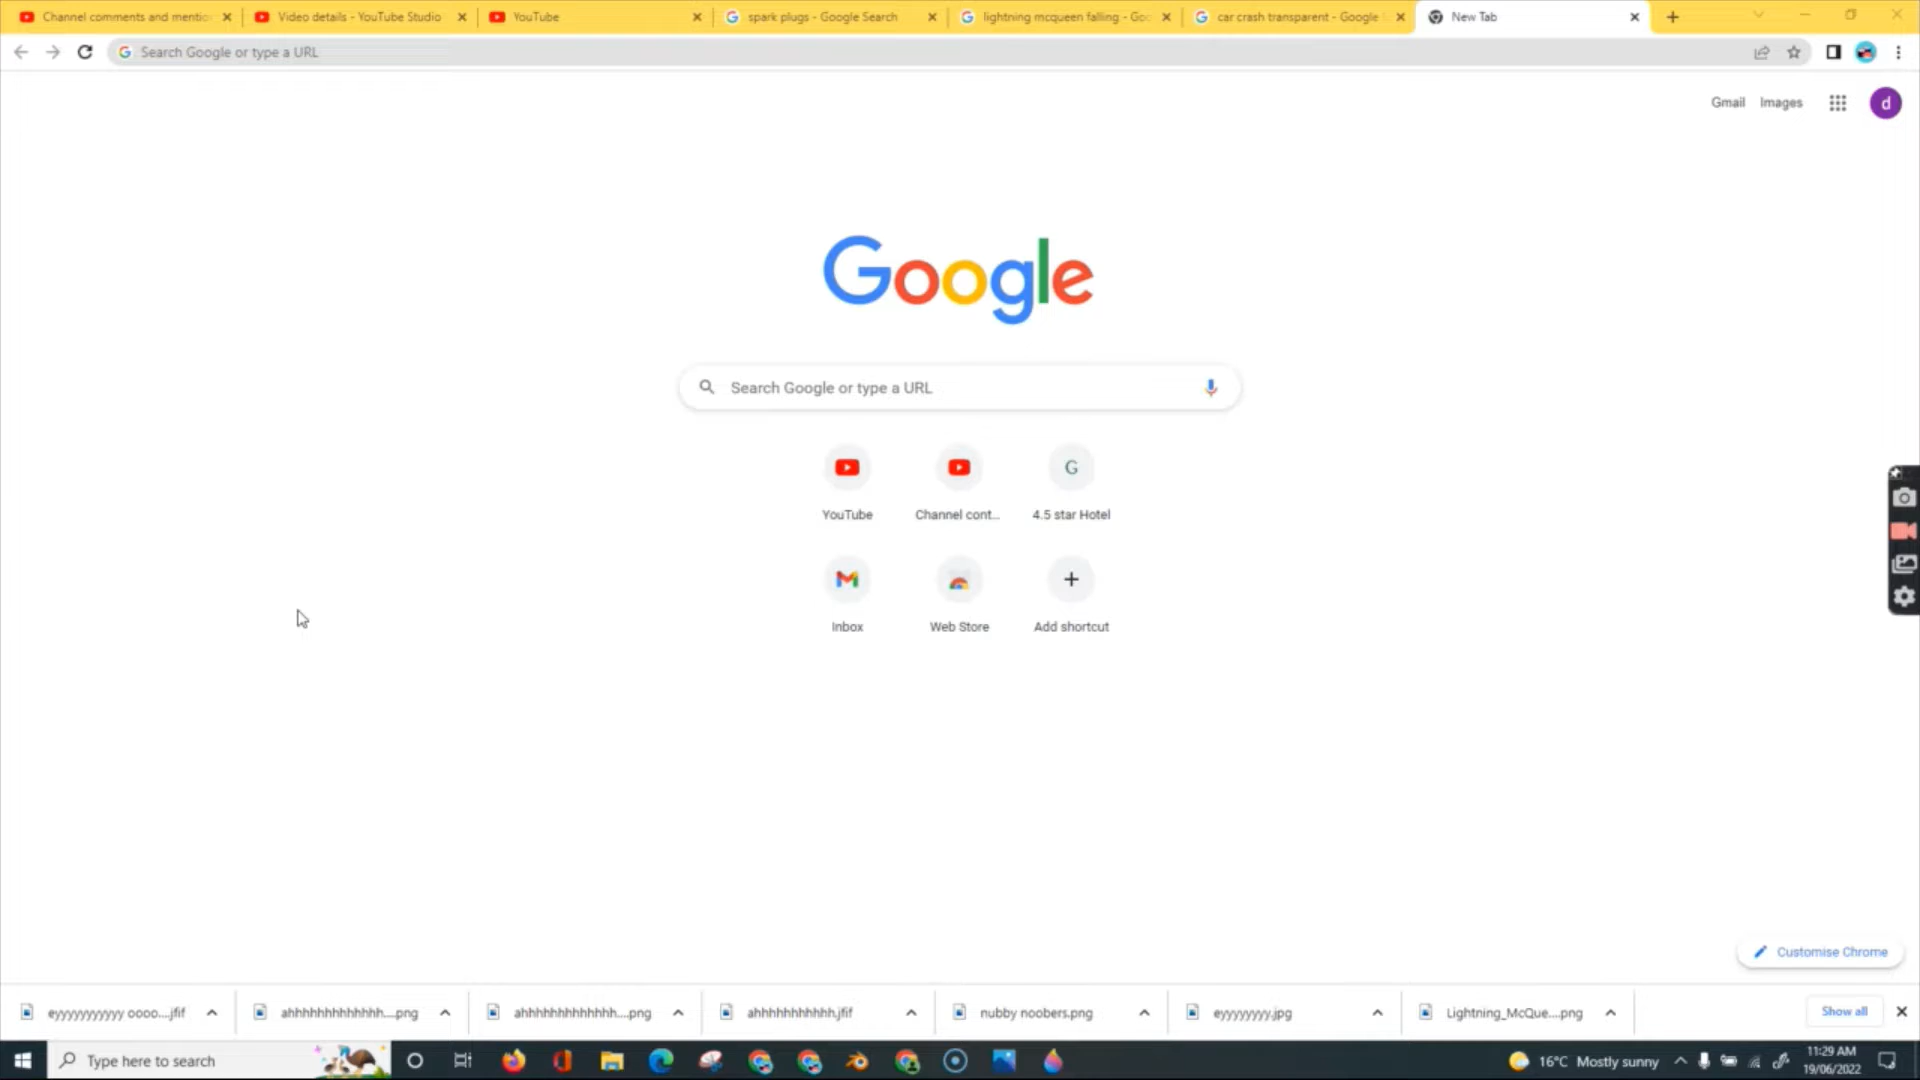 Channel comments and mentio
Video details - YouTube Studio
YouTube
spark plugs - Google Search
lightning mcqueen falling - Goo
car crash transparent - Google
New Tab
Search Google or type a URL
Gmail
Images
d
Google
Search Google or type a URL
YouTube
Channel cont...
G
4.5 star Hotel
Inbox
Web Store
Add shortcut
Customise Chrome
eyyyyyyyyyyy oooo....jfif
ahhhhhhhhhhhhh....png
ahhhhhhhhhhhhh....png
ahhhhhhhhhhh.jfif
nubby noobers.png
eyyyyyyyy.jpg
Lightning_McQue....png
Show all
Type here to search
16°C Mostly sunny
11:29 AM
19/06/2022